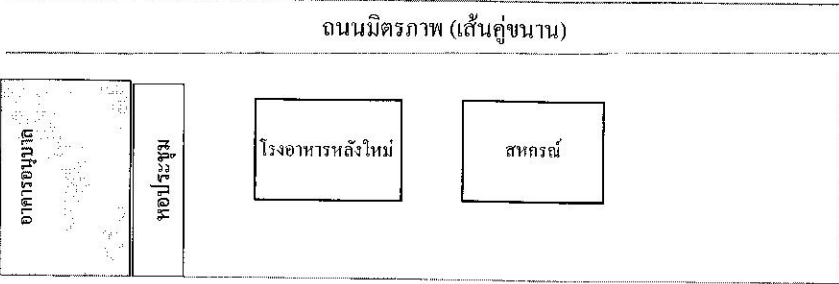 ถนนมิตรภาพ (เส้นคู่ขนาน)
อาคารอนุบาล
หอประชุม
โรงอาหารหลังใหม่
สหกรณ์